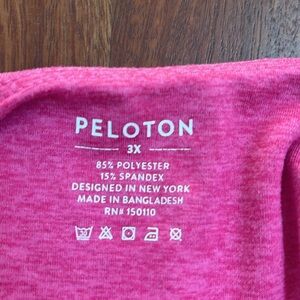 PELOTON
3X
85% POLYESTER
15% SPANDEX
DESIGNED IN NEW YORK
MADE IN BANGLADESH
RN# 150110